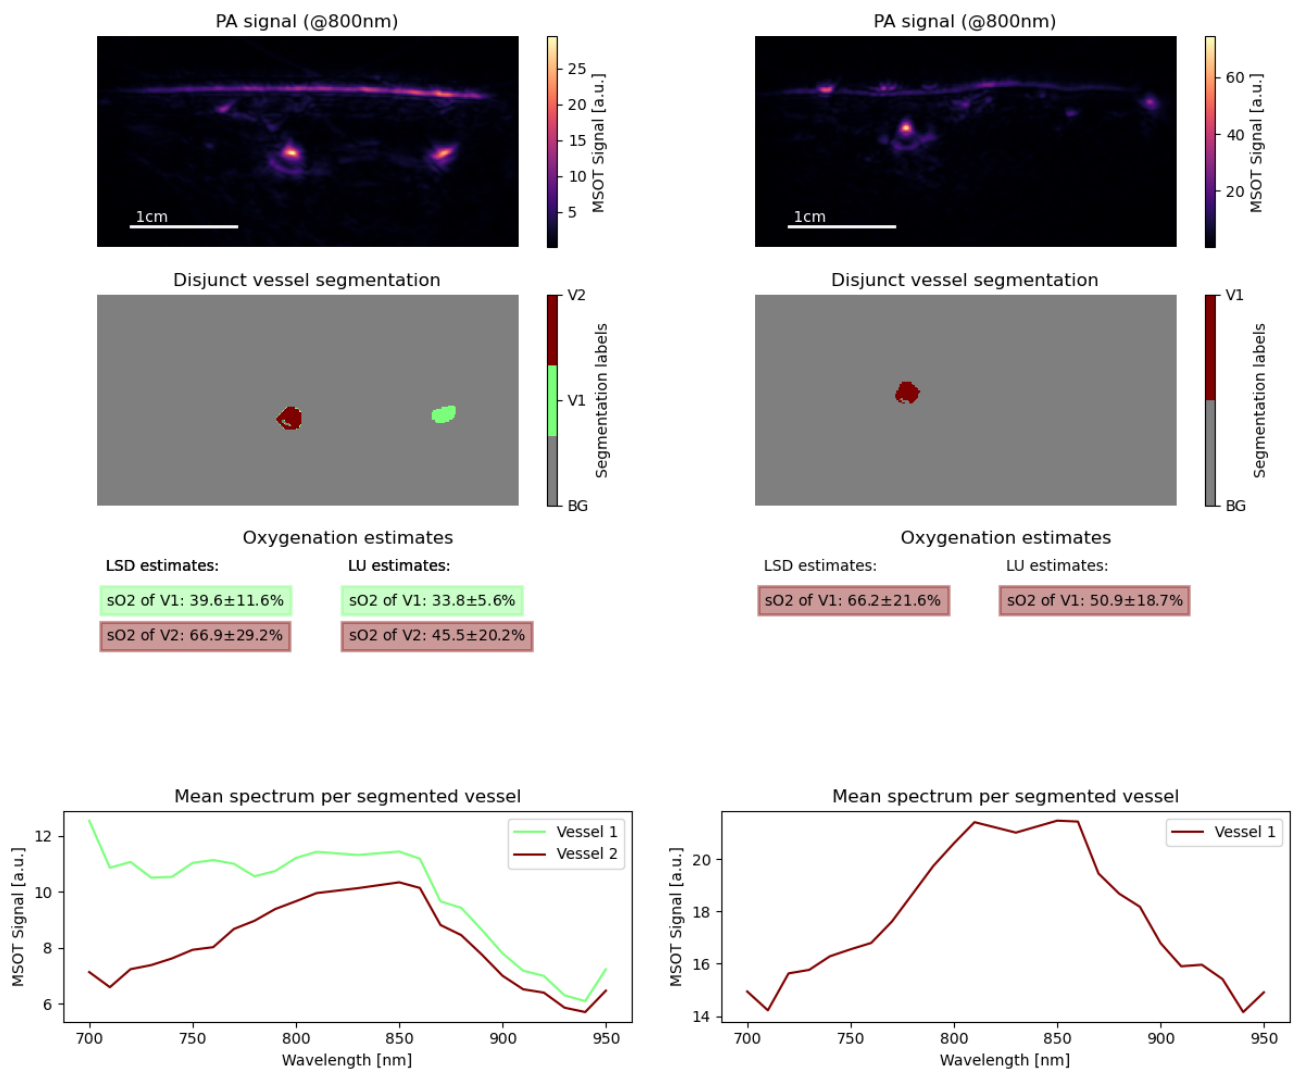 PA signal (@800nm)
25
20
15
10
5
MSOT Signal [a.u.]
1cm
Disjunct vessel segmentation
V2
V1
BG
Segmentation labels
Oxygenation estimates
LSD estimates:
LU estimates:
sO2 of V1: 39.6±11.6%
sO2 of V1: 33.8±5.6%
sO2 of V2: 66.9±29.2%
sO2 of V2: 45.5±20.2%
Mean spectrum per segmented vessel
Vessel 1
Vessel 2
12
10
8
6
MSOT Signal [a.u.]
700 750 800 850 900 950
Wavelength [nm]
PA signal (@800nm)
60
40
20
MSOT Signal [a.u.]
1cm
Disjunct vessel segmentation
V1
BG
Segmentation labels
Oxygenation estimates
LSD estimates:
LU estimates:
sO2 of V1: 66.2±21.6%
sO2 of V1: 50.9±18.7%
Mean spectrum per segmented vessel
Vessel 1
20
18
16
14
MSOT Signal [a.u.]
700 750 800 850 900 950
Wavelength [nm]